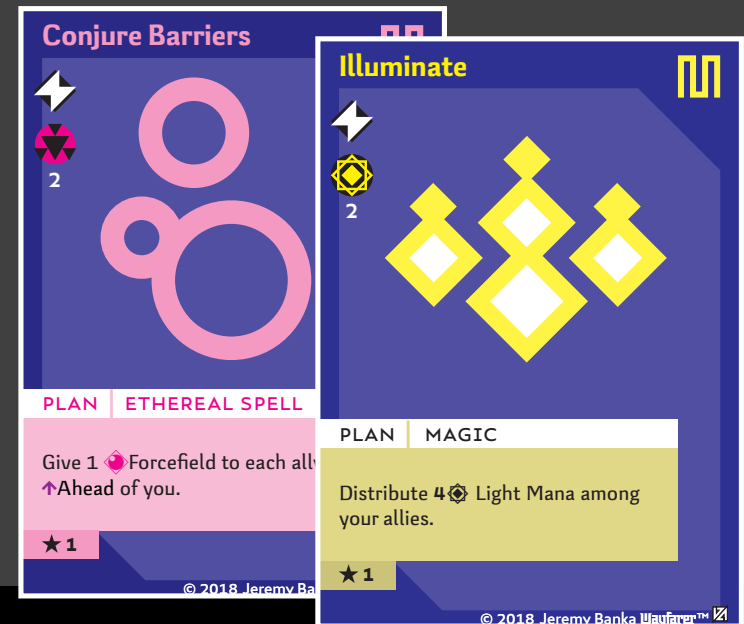 Conjure Barriers
2
PLAN ETHEREAL SPELL
Give 1 Forcefield to each ally
↑Ahead of you.
★ 1
© 2018 Jeremy Ba
Illuminate
2
PLAN MAGIC
Distribute 4 Light Mana among
your allies.
★ 1
© 2018 Jeremy Banka Wayfarer™